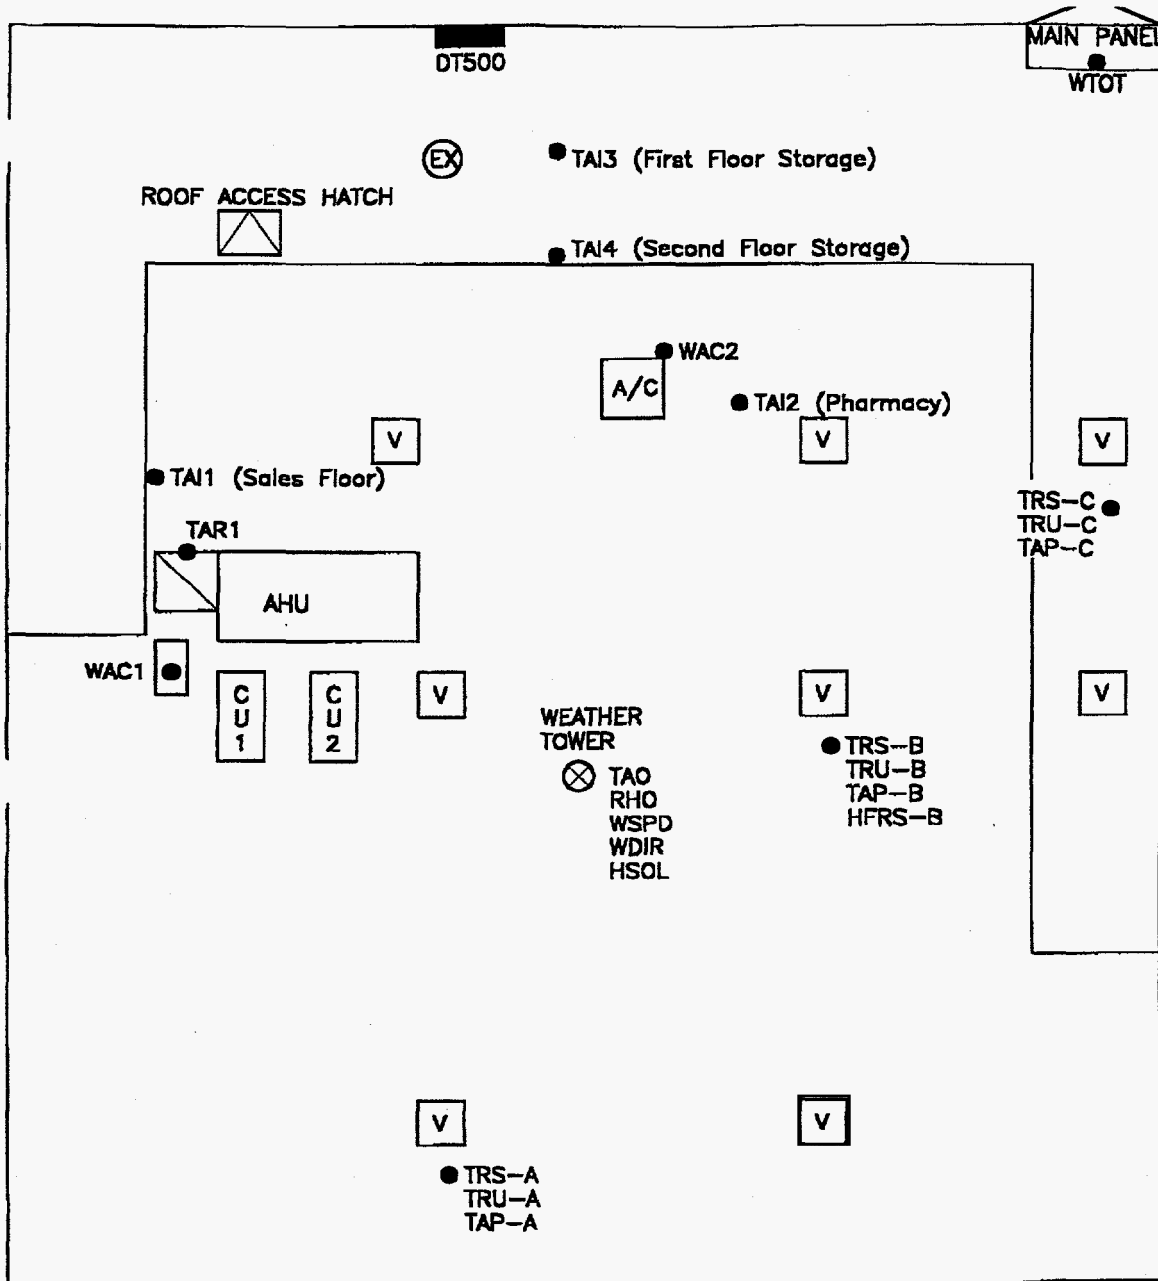 MAIN PANEL
DT500
WTOT
EX
TAI3 (First Floor Storage)
ROOF ACCESS HATCH
TAI4 (Second Floor Storage)
WAC2
A/C
TAI2 (Pharmacy)
V
V
V
TAI1 (Sales Floor)
TRS-C
TRU-C
TAP-C
TAR1
AHU
WAC1
C
U
1
C
U
2
V
V
V
WEATHER
TOWER
TAO
RHO
WSPD
WDIR
HSOL
TRS-B
TRU-B
TAP-B
HFRS-B
V
V
TRS-A
TRU-A
TAP-A